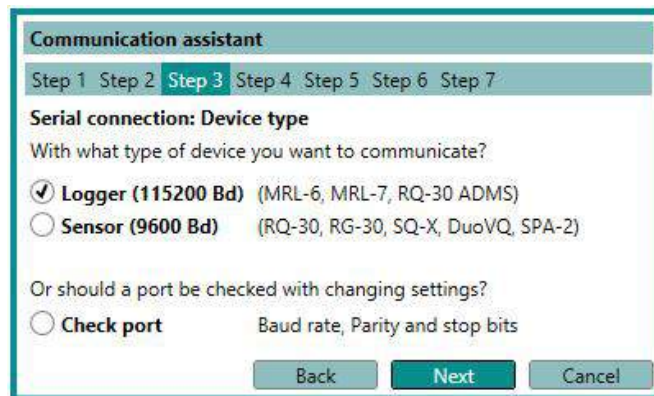 Communication assistant
Step 1 Step 2 Step 3 Step 4 Step 5 Step 6 Step 7
Serial connection: Device type
With what type of device you want to communicate?
Logger (115200 Bd) (MRL-6, MRL-7, RQ-30 ADMS)
Sensor (9600 Bd) (RQ-30, RG-30, SQ-X, DuoVQ, SPA-2)
Or should a port be checked with changing settings?
Check port Baud rate, Parity and stop bits
Back Next Cancel